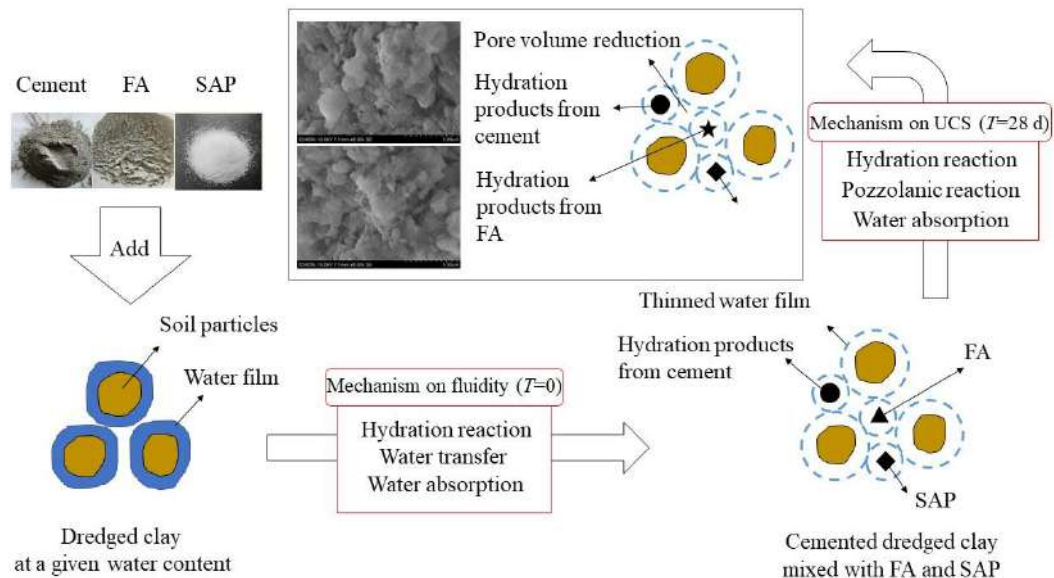 Cement FA SAP
Add
Soil particles
Water film
Dredged clay
at a given water content
Mechanism on fluidity (T=0)
Hydration reaction
Water transfer
Water absorption
Thinned water film
Hydration products
from cement
FA
SAP
Cemented dredged clay
mixed with FA and SAP
Mechanism on UCS (T=28 d)
Hydration reaction
Pozzolanic reaction
Water absorption
Pore volume reduction
Hydration
products from
cement
Hydration
products from
FA